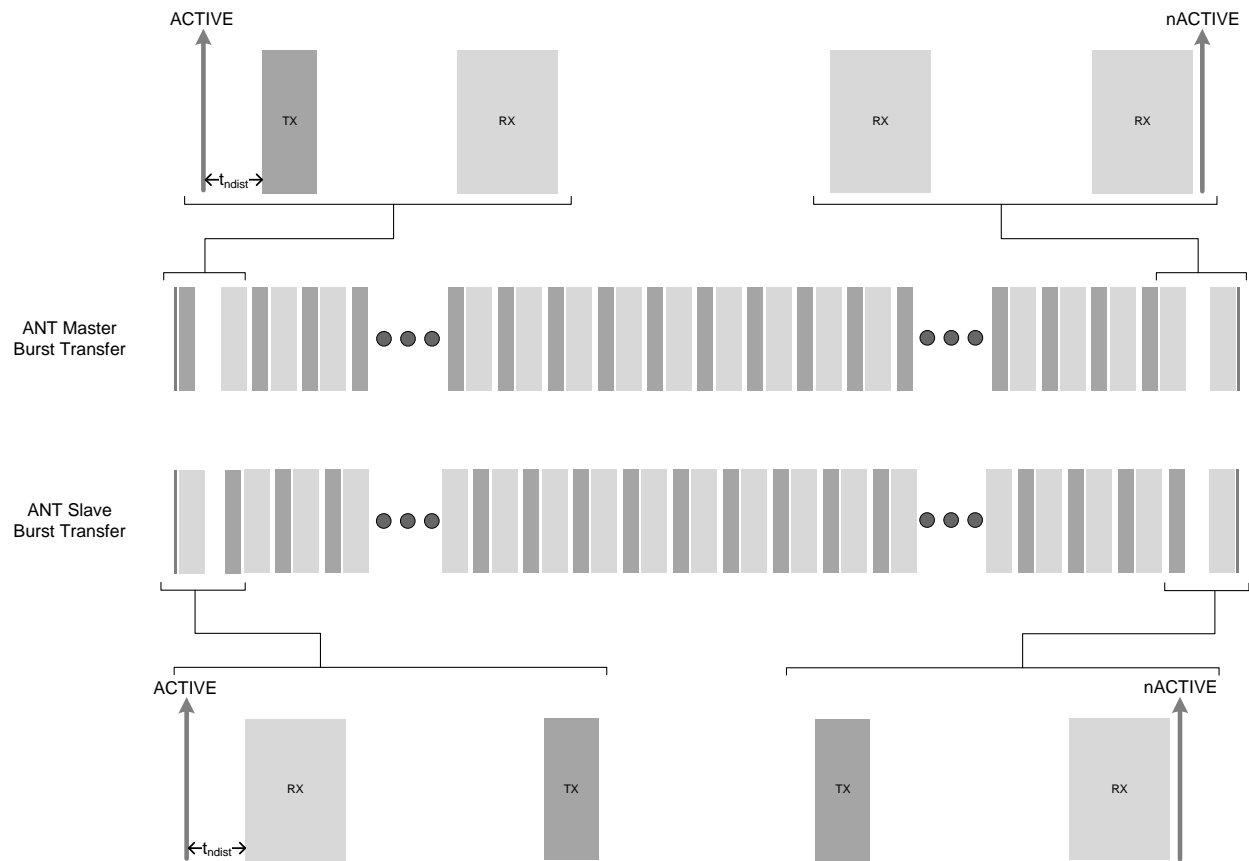 ACTIVE
nACTIVE
TX
RX
RX
RX
tndist
ANT Master
Burst Transfer
ANT Slave
Burst Transfer
ACTIVE
nACTIVE
RX
TX
TX
RX
tndist